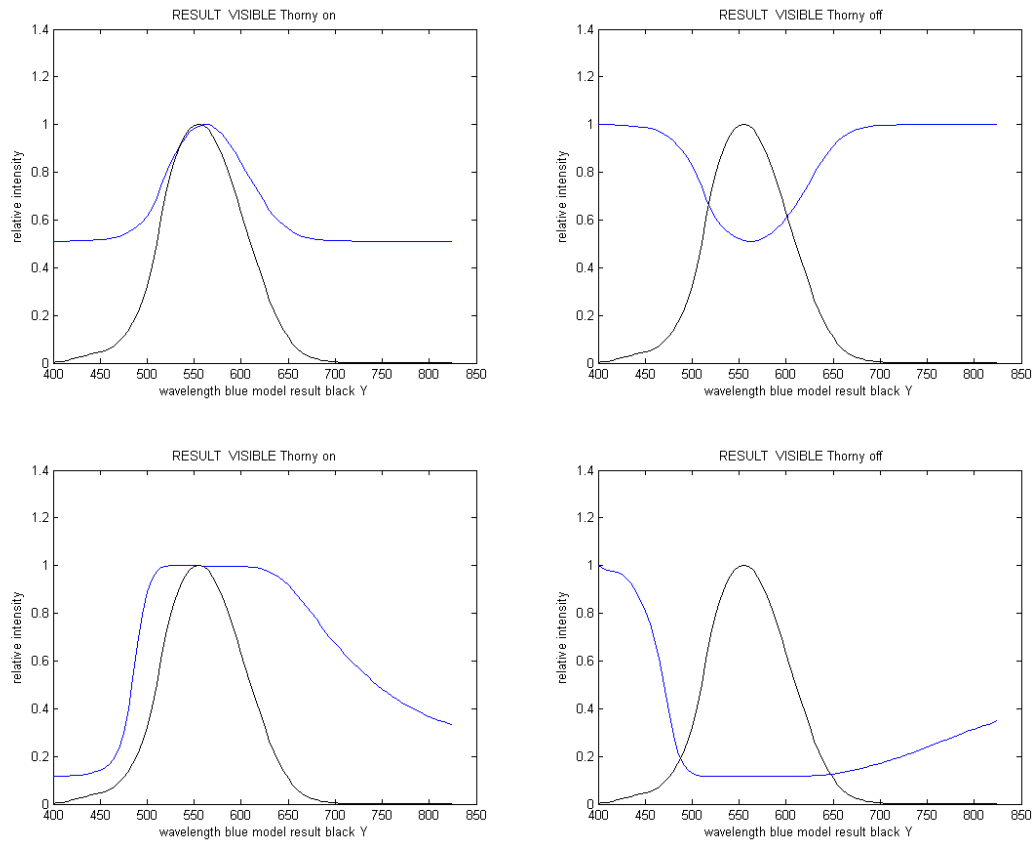 RESULT  VISIBLE Thorny on
1.4
1.2
1
0.8
0.6
0.4
0.2
0
relative intensity
400 450 500 550 600 650 700 750 800 850
wavelength blue model result black Y
RESULT  VISIBLE Thorny off
1.4
1.2
1
0.8
0.6
0.4
0.2
0
relative intensity
400 450 500 550 600 650 700 750 800 850
wavelength blue model result black Y
RESULT  VISIBLE Thorny on
1.4
1.2
1
0.8
0.6
0.4
0.2
0
relative intensity
400 450 500 550 600 650 700 750 800 850
wavelength blue model result black Y
RESULT  VISIBLE Thorny off
1.4
1.2
1
0.8
0.6
0.4
0.2
0
relative intensity
400 450 500 550 600 650 700 750 800 850
wavelength blue model result black Y